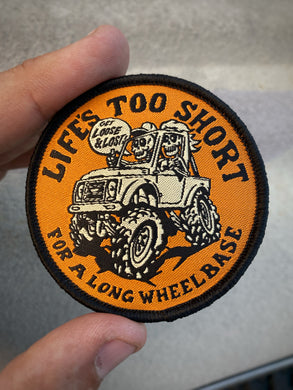 LIFE'S TOO SHORT
GET
LOOSE
& LOST!
FOR A LONG WHEELBASE